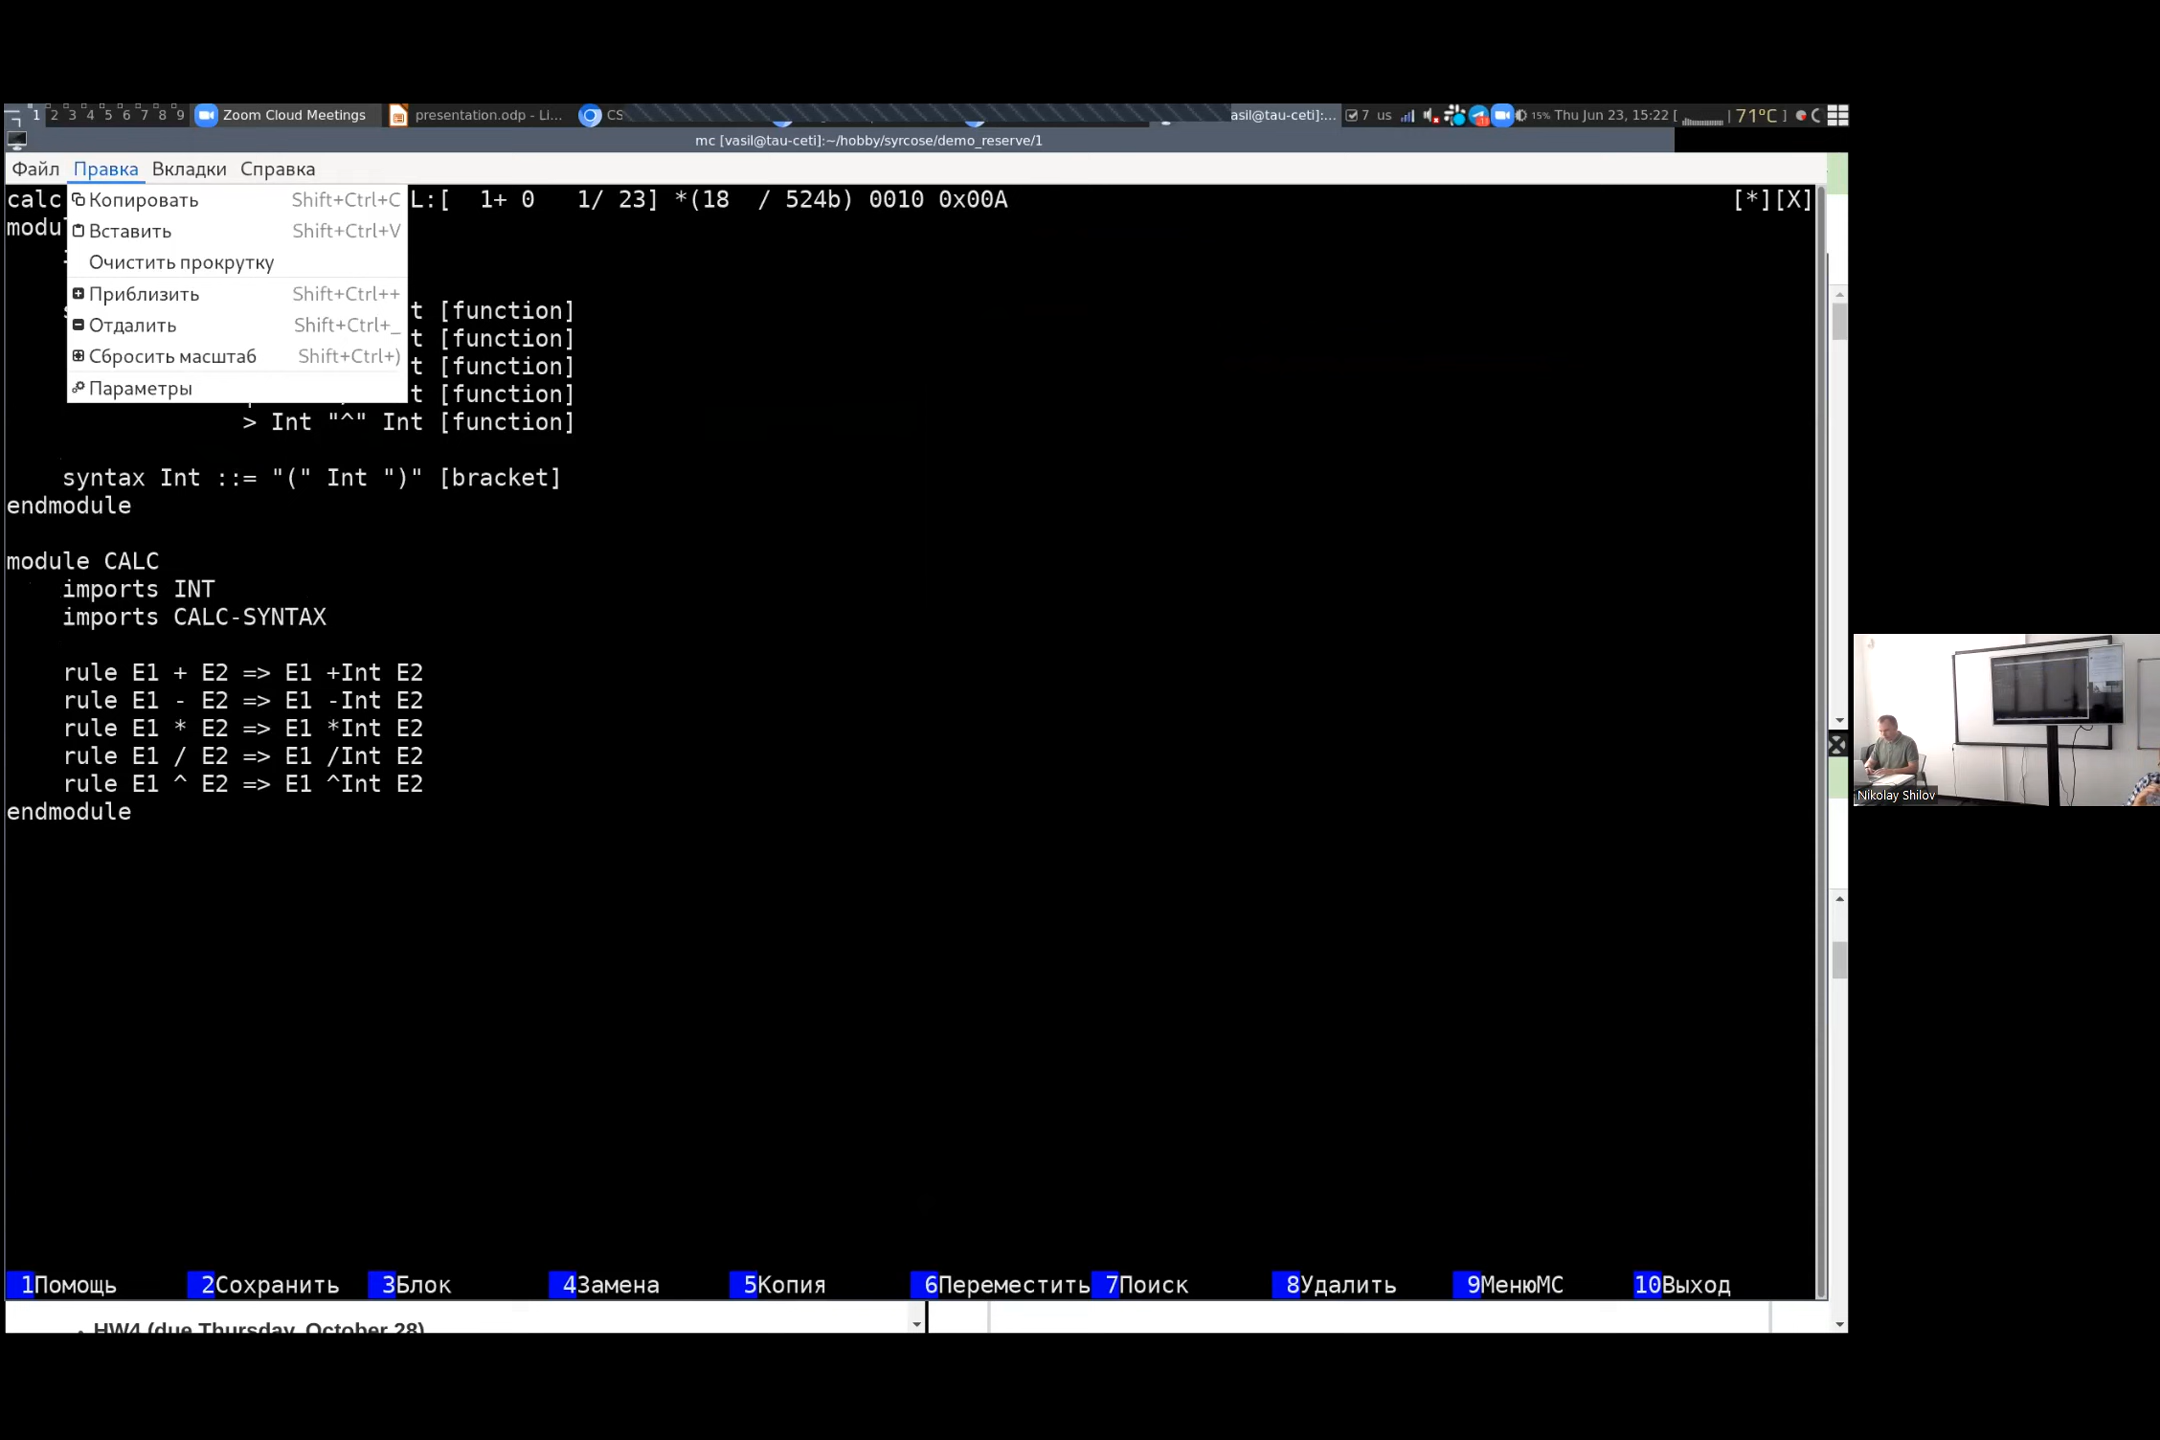 1 2 3 4 5 6 7 8 9 Zoom Cloud Meetings presentation.odp - Li... CS asil@tau-ceti]:... 7 us 15% Thu Jun 23, 15:22 [ | 71°C ]
mc [vasil@tau-ceti]:~/hobby/syrcose/demo_reserve/1
Файл Правка Вкладки Справка
calc L:[ 1+ 0 1/ 23] *(18 / 524b) 0010 0x00A [*][X]
modu
Копировать Shift+Ctrl+C
Вставить Shift+Ctrl+V
Очистить прокрутку
Приблизить Shift+Ctrl++
Отдалить Shift+Ctrl+_
Сбросить масштаб Shift+Ctrl+)
Параметры
t [function]
t [function]
t [function]
t [function]
> Int "^" Int [function]
syntax Int ::= "(" Int ")" [bracket]
endmodule
module CALC
imports INT
imports CALC-SYNTAX
rule E1 + E2 => E1 +Int E2
rule E1 - E2 => E1 -Int E2
rule E1 * E2 => E1 *Int E2
rule E1 / E2 => E1 /Int E2
rule E1 ^ E2 => E1 ^Int E2
endmodule
Nikolay Shilov
1Помощь 2Сохранить 3Блок 4Замена 5Копия 6Переместить 7Поиск 8Удалить 9МенюМС 10Выход
HW4 (due Thursday, October 28)